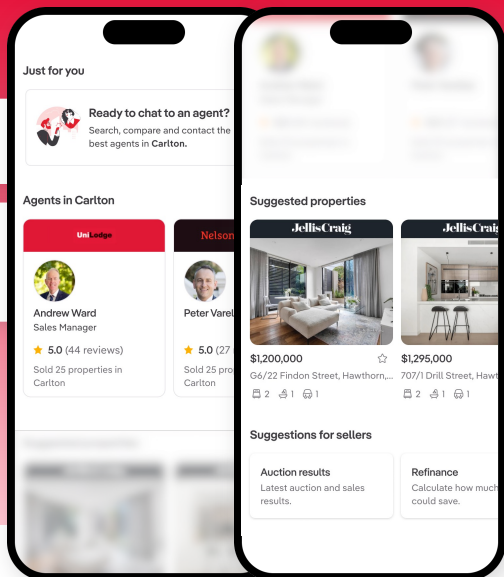 Just for you
Ready to chat to an agent?
Search, compare and contact the
best agents in Carlton.
Agents in Carlton
UniLodge
Nelson
Andrew Ward
Sales Manager
5.0 (44 reviews)
Sold 25 properties in
Carlton
Peter Varel
5.0 (27
Sold 25 pro
Carlton
Suggested properties
JellisCraig
JellisCraig
$1,200,000
G6/22 Findon Street, Hawthorn,...
2 1 1
$1,295,000
707/1 Drill Street, Hawt
2 1 1
Suggestions for sellers
Auction results
Latest auction and sales
results.
Refinance
Calculate how much
could save.